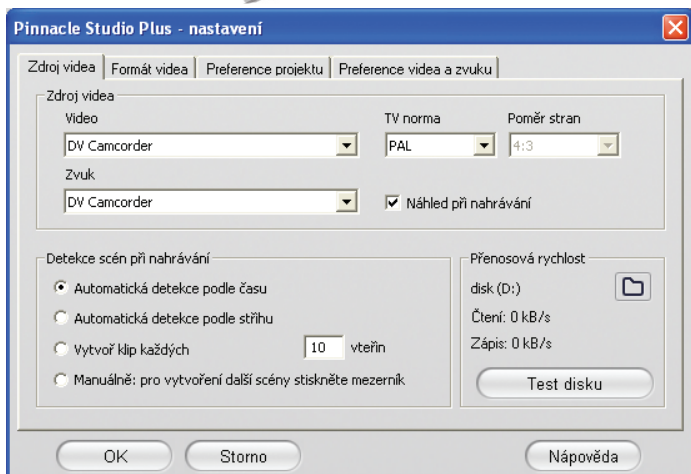 Pinnacle Studio Plus - nastavení
Zdroj videa Formát videa Preference projektu Preference videa a zvuku
Zdroj videa
Video TV norma Poměr stran
DV Camcorder PAL 4:3
Zvuk
DV Camcorder Náhled při nahrávání
Detekce scén při nahrávání
Automatická detekce podle času
Automatická detekce podle střihu
Vytvoř klip každých 10 vteřin
Manuálně: pro vytvoření další scény stiskněte mezerník
Přenosová rychlost
disk (D:)
Čtení: 0 kB/s
Zápis: 0 kB/s
Test disku
OK Storno Nápověda